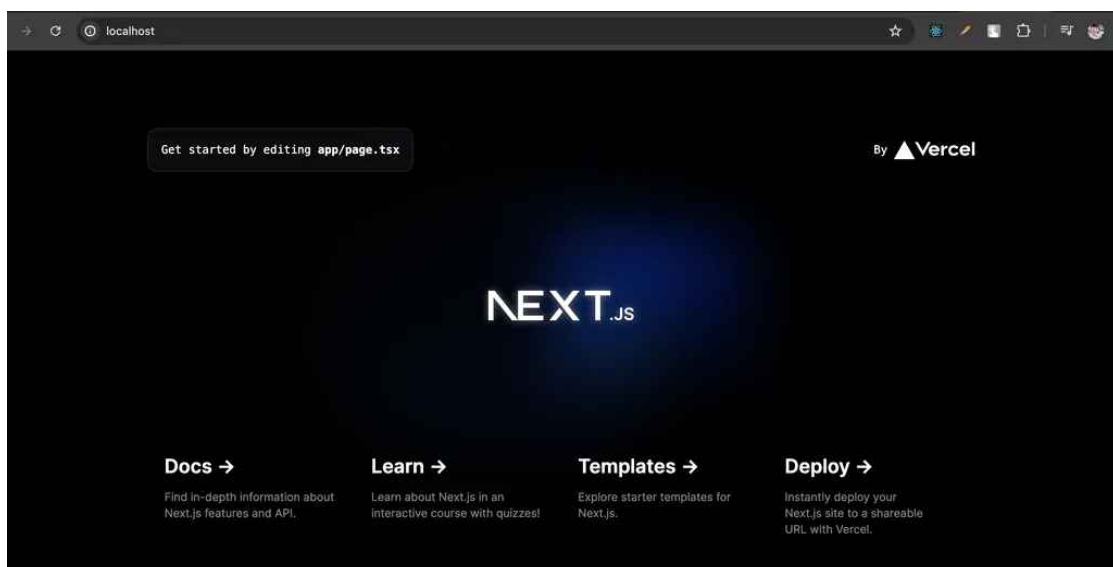 localhost
Get started by editing app/page.tsx
By Vercel
NEXT.JS
Docs ->
Find in-depth information about
Next.js features and API.
Learn ->
Learn about Next.js in an
interactive course with quizzes!
Templates ->
Explore starter templates for
Next.js.
Deploy ->
Instantly deploy your
Next.js site to a shareable
URL with Vercel.